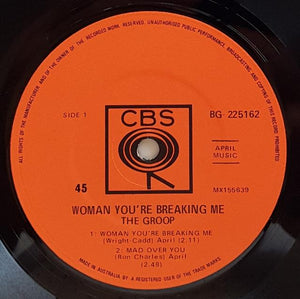 ALL RIGHTS OF THE MANUFACTURER AND OF THE OWNER OF THE RECORDED WORK RESERVED. UNAUTHORISED PUBLIC PERFORMANCE, BROADCASTING AND COPYING OF THIS RECORD PROHIBITED
CBS
SIDE 1
BG 225162
APRIL
MUSIC
45
MX155639
WOMAN YOU'RE BREAKING ME
THE GROOP
1: WOMAN YOU'RE BREAKING ME
(Wright Cadd) April (2.11)
2: MAD OVER YOU
(Ron Charles) April
(2.48)
MADE IN AUSTRALIA BY A REGISTERED USER OF THE TRADE MARKS